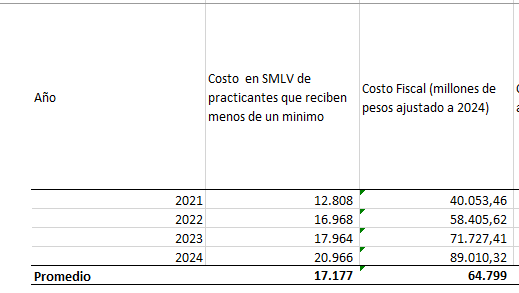 Año
Costo en SMLV de
practicantes que reciben
menos de un minimo
Costo Fiscal (millones de
pesos ajustado a 2024)
2021 12.808 40.053,46
2022 16.968 58.405,62
2023 17.964 71.727,41
2024 20.966 89.010,32
Promedio 17.177 64.799